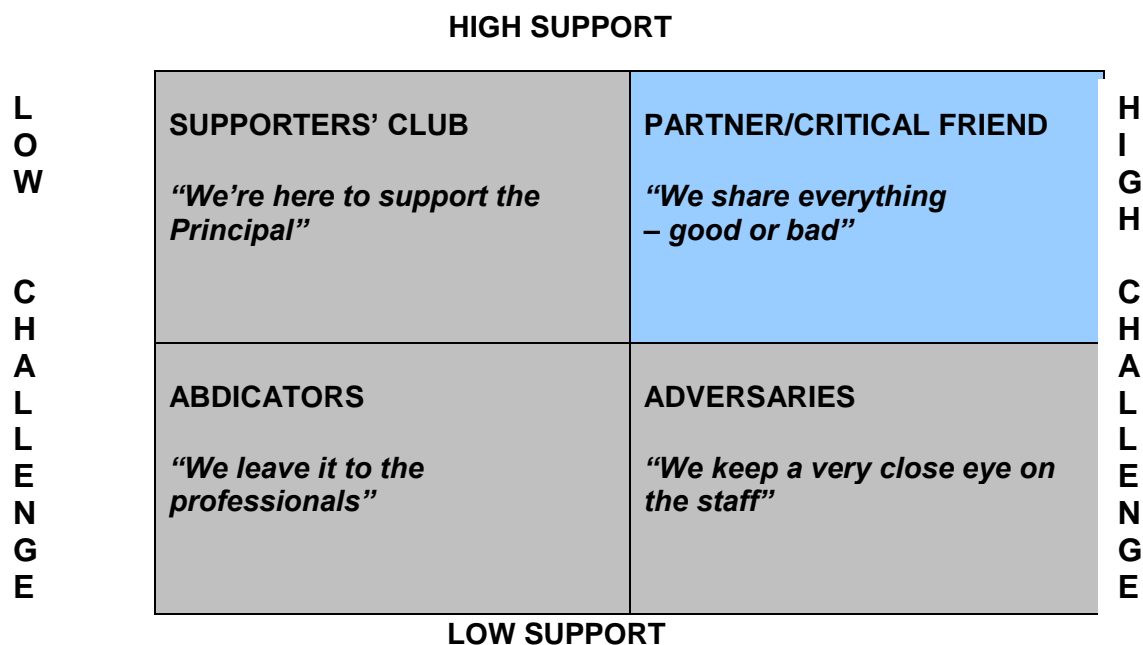 HIGH SUPPORT
LOW CHALLENGE
SUPPORTERS’ CLUB
“We’re here to support the
Principal”
PARTNER/CRITICAL FRIEND
“We share everything
– good or bad”
HIGH CHALLENGE
ABDICATORS
“We leave it to the
professionals”
ADVERSARIES
“We keep a very close eye on
the staff”
LOW SUPPORT